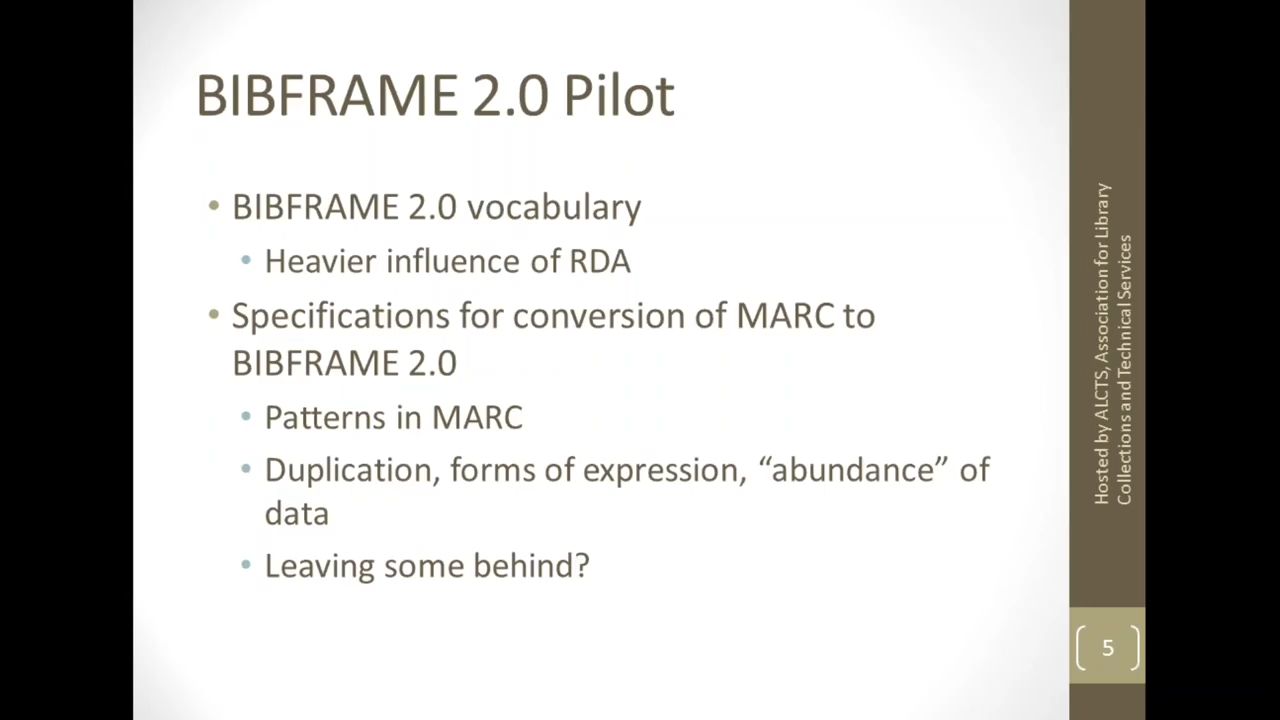 BIBFRAME 2.0 Pilot
• BIBFRAME 2.0 vocabulary
• Heavier influence of RDA
• Specifications for conversion of MARC to
BIBFRAME 2.0
• Patterns in MARC
• Duplication, forms of expression, “abundance” of
data
• Leaving some behind?
Hosted by ALCTS, Association for Library
Collections and Technical Services
5